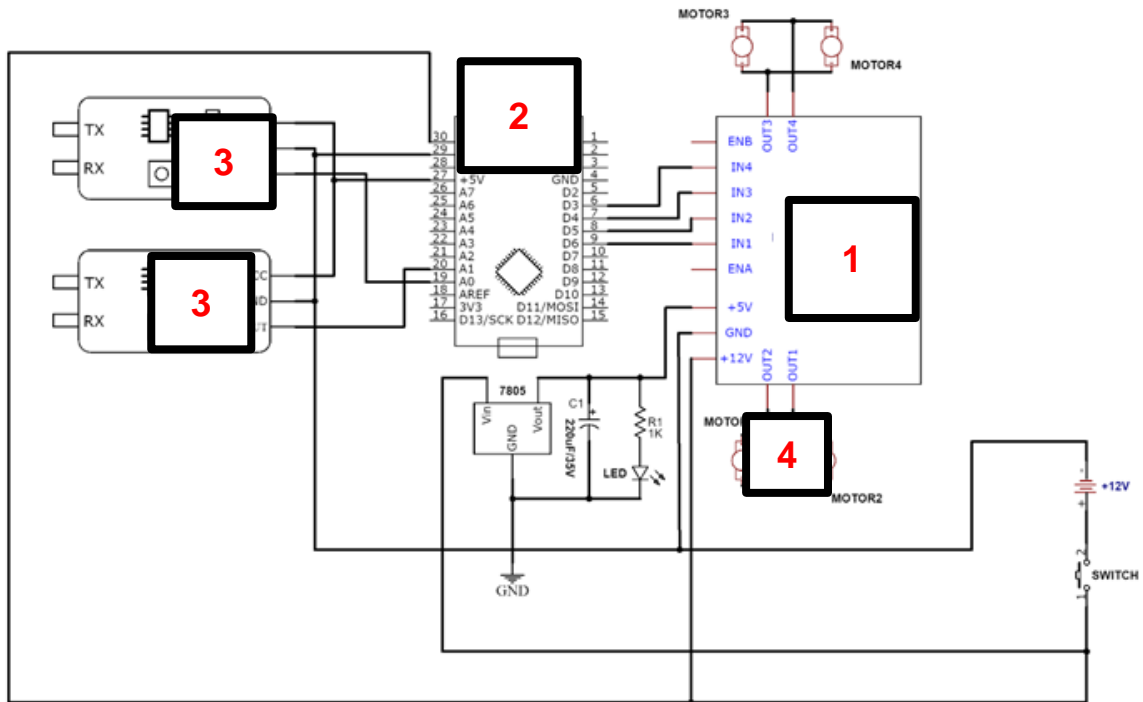 MOTOR3
MOTOR4
TX
RX
3
TX
RX
3
CC
ND
UT
2
30
29
28
27 +5V
26 A7
25 A6
24 A5
23 A4
22 A3
21 A2
20 A1
19 A0
18 AREF
17 3V3
16 D13/SCK
1
2
3
GND 4
D2 5
D3 6
D4 7
D5 8
D6 9
D7 10
D8 11
D9 12
D10 13
D11/MOSI 14
D12/MISO 15
OUT3
OUT4
ENB
IN4
IN3
IN2
IN1
ENA
+5V
GND
+12V
OUT2
OUT1
1
7805
Vin
GND
Vout
C1
+
220uF/35V
R1
1K
LED
GND
MOTO
4
MOTOR2
-
+12V
+
2
SWITCH
1